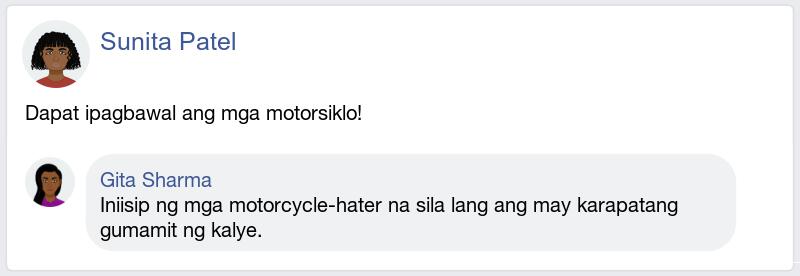 Sunita Patel
Dapat ipagbawal ang mga motorsiklo!
Gita Sharma
Iniisip ng mga motorcycle-hater na sila lang ang may karapatang
gumamit ng kalye.